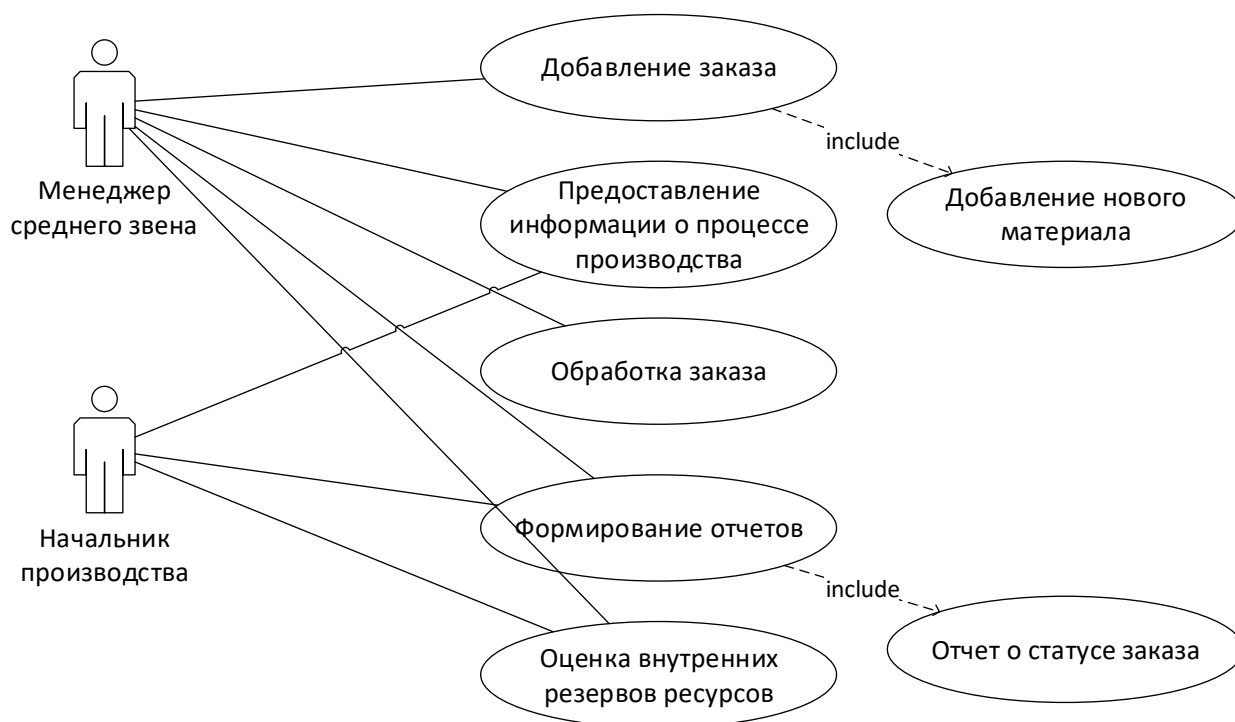 Добавление заказа
include
Менеджер
среднего звена
Предоставление
информации о процессе
производства
Добавление нового
материала
Обработка заказа
Начальник
производства
Формирование отчетов
include
Отчет о статусе заказа
Оценка внутренних
резервов ресурсов